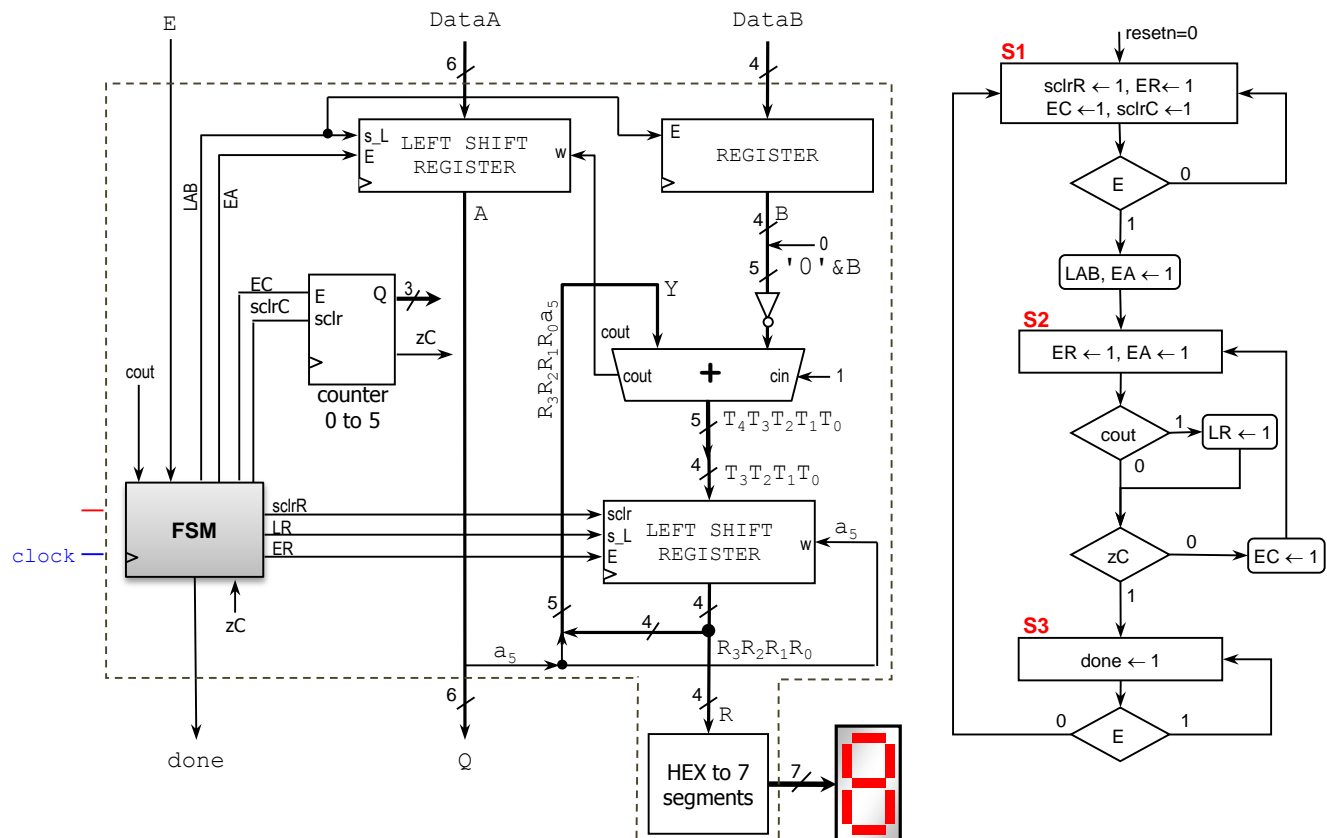 E
DataA
DataB
6
4
s_L
E
LEFT SHIFT
REGISTER
w
E
REGISTER
LAB
EA
A
4
B
0
5
'0'&B
EC
sclrC
E
sclr
Q
3
zC
counter
0 to 5
R3R2R1R0a5
Y
cout
cout
+
cin
1
5
T4T3T2T1T0
4
T3T2T1T0
cout
FSM
clock
sclrR
LR
ER
zC
sclr
s_L
E
LEFT SHIFT
REGISTER
w
a5
5
4
4
a5
R3R2R1R0
6
4
R
done
Q
HEX to 7
segments
7
resetn=0
S1
sclrR ← 1, ER← 1
EC ←1, sclrC ←1
E
0
1
LAB, EA ← 1
S2
ER ← 1, EA ← 1
cout
1
LR ← 1
0
zC
0
EC ← 1
1
S3
done ← 1
0
E
1